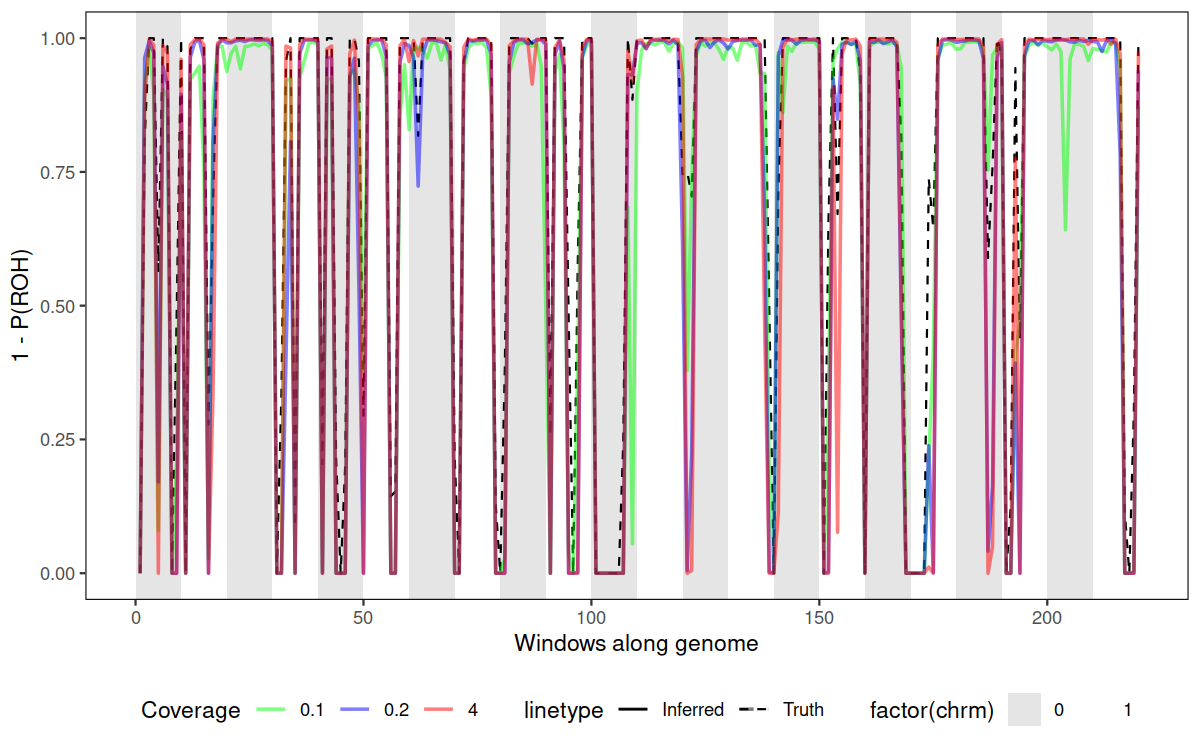 1.00
0.75
0.50
0.25
0.00
1 - P(ROH)
0 50 100 150 200
Windows along genome
Coverage 0.1 0.2 4 linetype Inferred Truth factor(chrm) 0 1